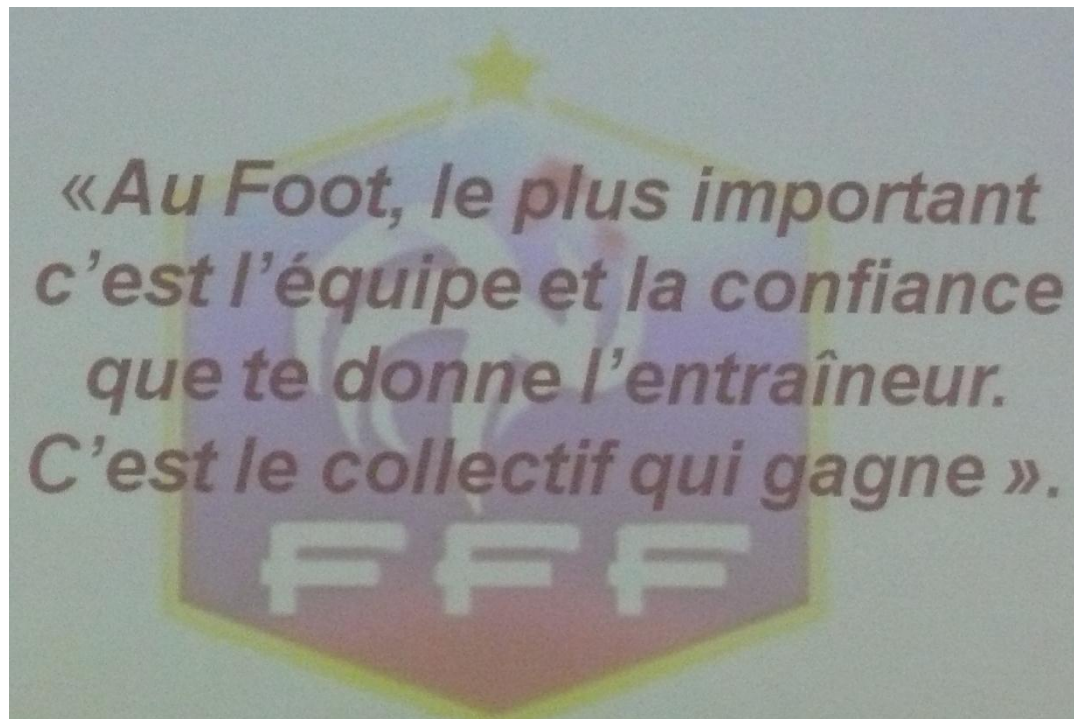 «Au Foot, le plus important
c’est l’équipe et la confiance
que te donne l’entraîneur.
C’est le collectif qui gagne ».
FFF